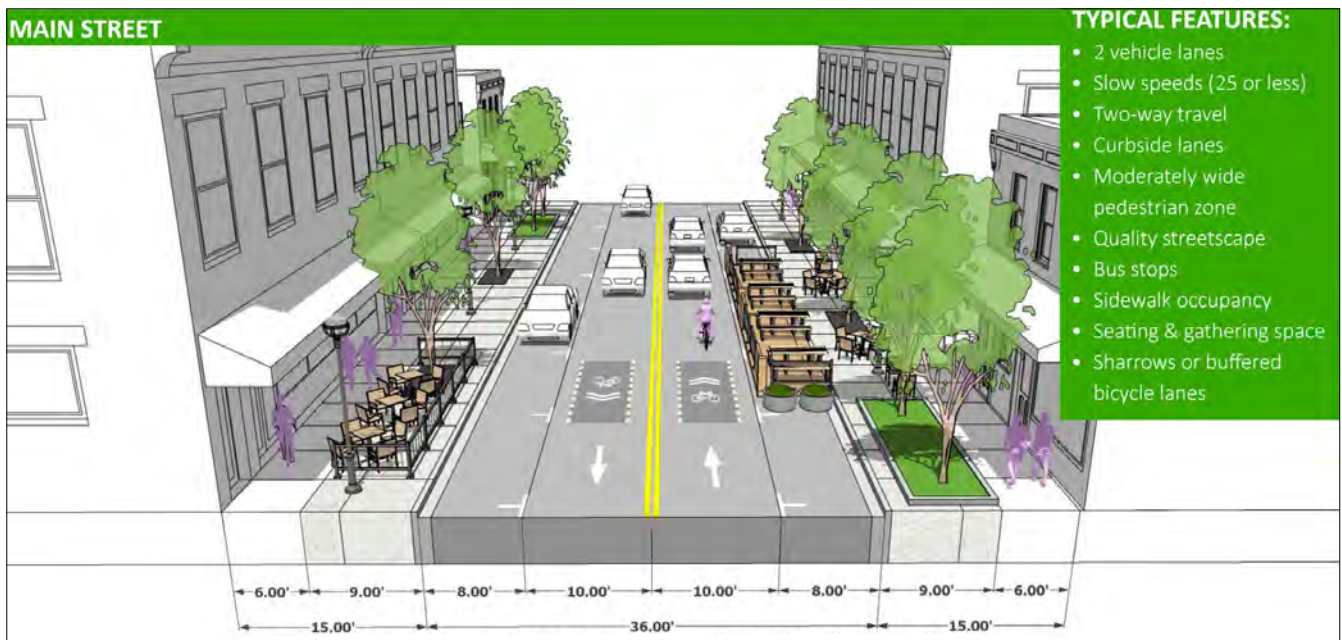 MAIN STREET
TYPICAL FEATURES:
• 2 vehicle lanes
• Slow speeds (25 or less)
• Two-way travel
• Curbside lanes
• Moderately wide
pedestrian zone
• Quality streetscape
• Bus stops
• Sidewalk occupancy
• Seating & gathering space
• Sharrows or buffered
bicycle lanes
6.00' 9.00' 8.00' 10.00' 10.00' 8.00' 9.00' 6.00'
15.00' 36.00' 15.00'